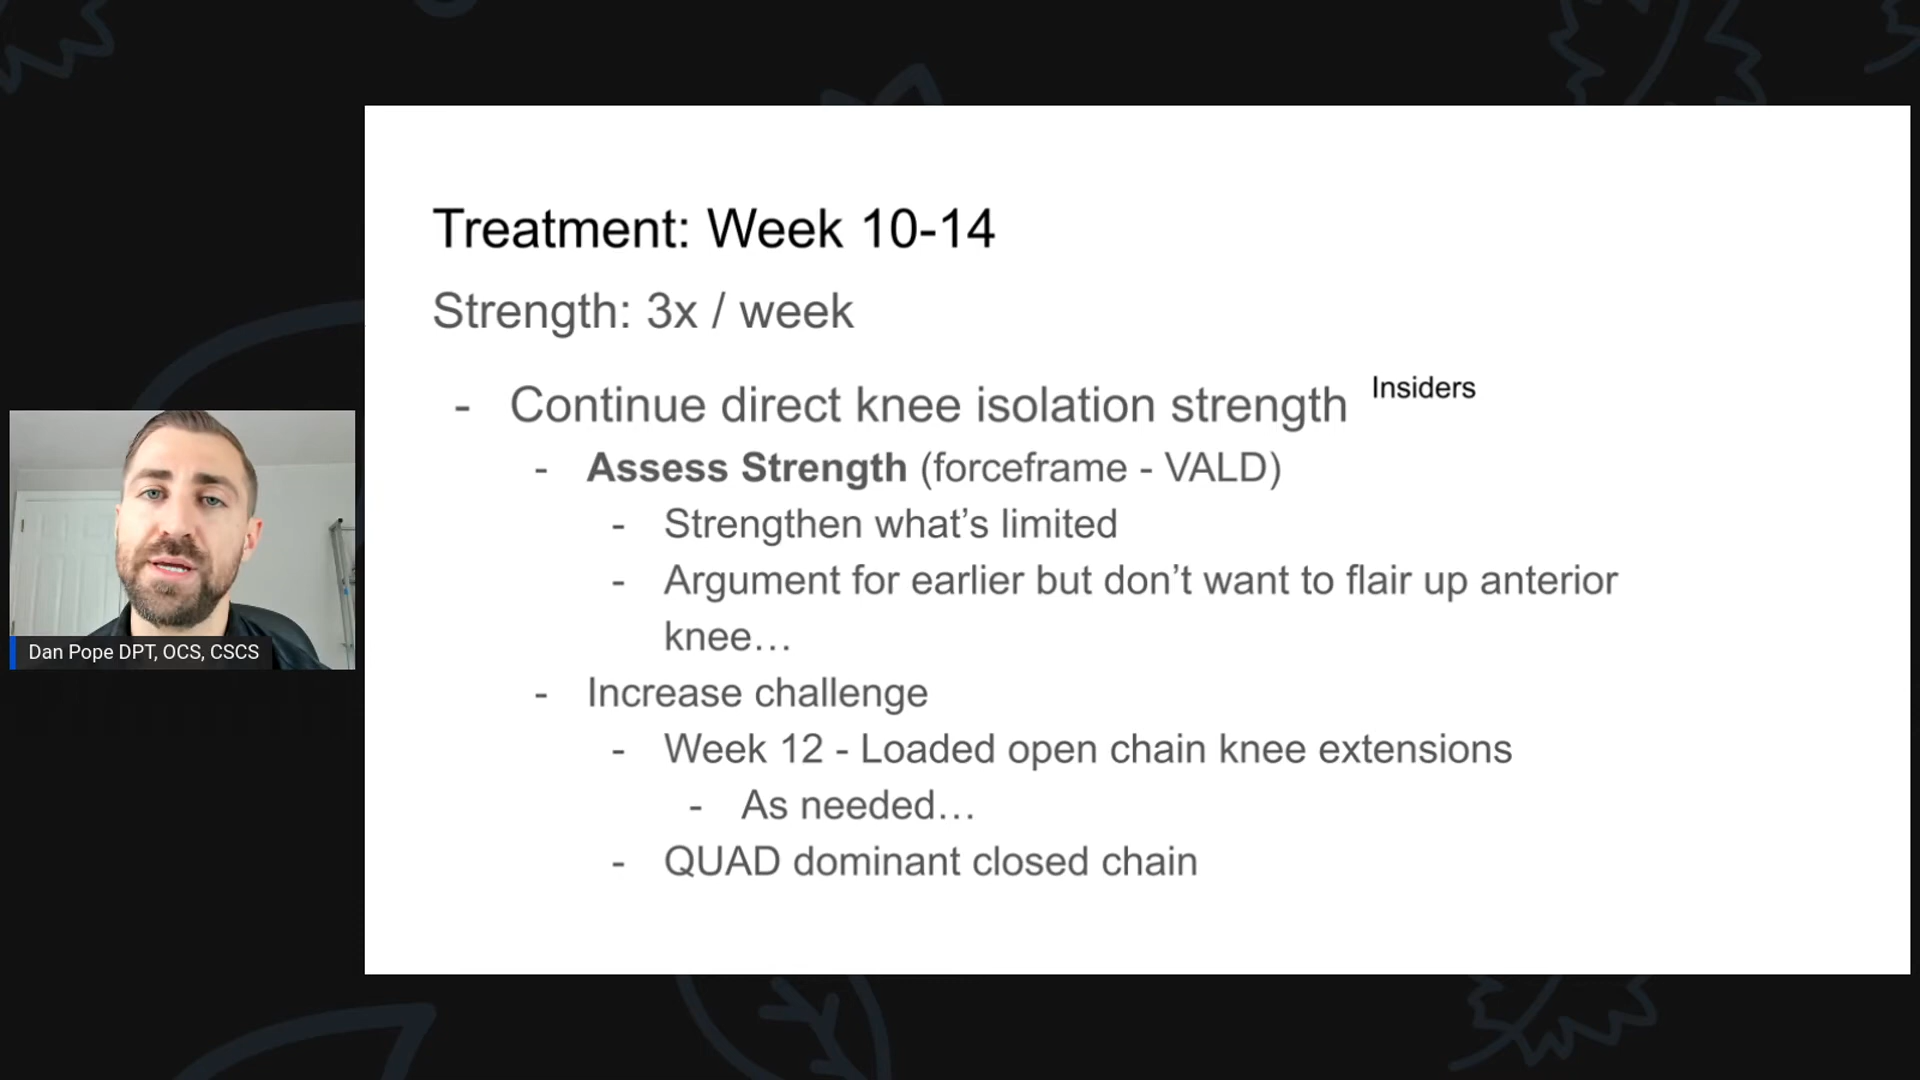 Treatment: Week 10-14
Strength: 3x / week
- Continue direct knee isolation strength Insiders
- Assess Strength (forceframe - VALD)
- Strengthen what’s limited
- Argument for earlier but don’t want to flair up anterior
knee…
- Increase challenge
- Week 12 - Loaded open chain knee extensions
- As needed…
- QUAD dominant closed chain
Dan Pope DPT, OCS, CSCS